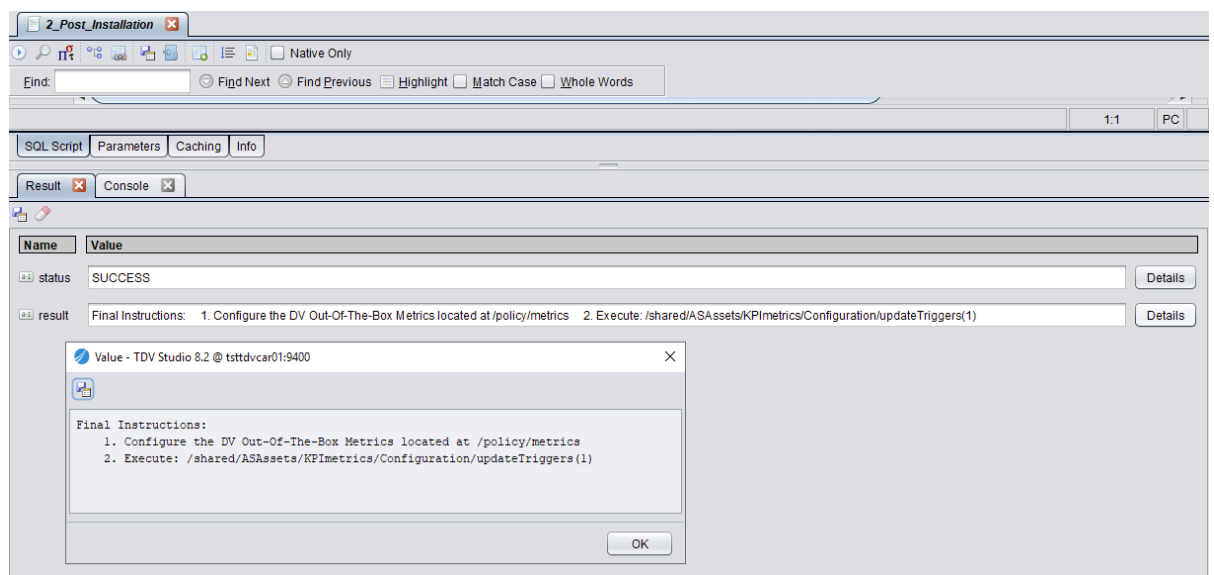 2_Post_Installation
Native Only
Find: Find Next Find Previous Highlight Match Case Whole Words
1:1 PC
SQL Script Parameters Caching Info
Result Console
Name Value
status SUCCESS Details
result Final Instructions: 1. Configure the DV Out-Of-The-Box Metrics located at /policy/metrics 2. Execute: /shared/ASAssets/KPImetrics/Configuration/updateTriggers(1) Details
Value - TDV Studio 8.2 @ tsttdvcar01:9400
Final Instructions:
1. Configure the DV Out-Of-The-Box Metrics located at /policy/metrics
2. Execute: /shared/ASAssets/KPImetrics/Configuration/updateTriggers(1)
OK